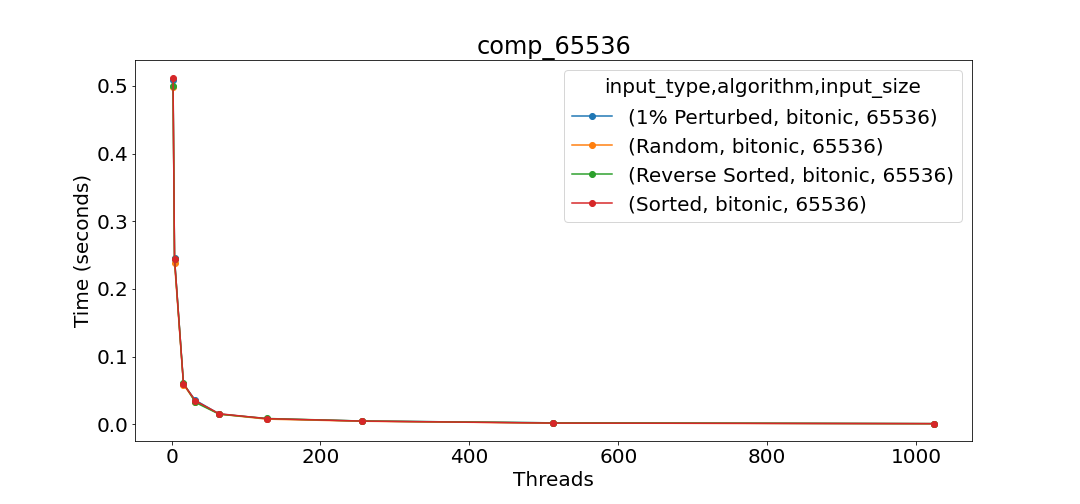 comp_65536
input_type,algorithm,input_size
(1% Perturbed, bitonic, 65536)
(Random, bitonic, 65536)
(Reverse Sorted, bitonic, 65536)
(Sorted, bitonic, 65536)
Time (seconds)
0.5
0.4
0.3
0.2
0.1
0.0
0 200 400 600 800 1000
Threads